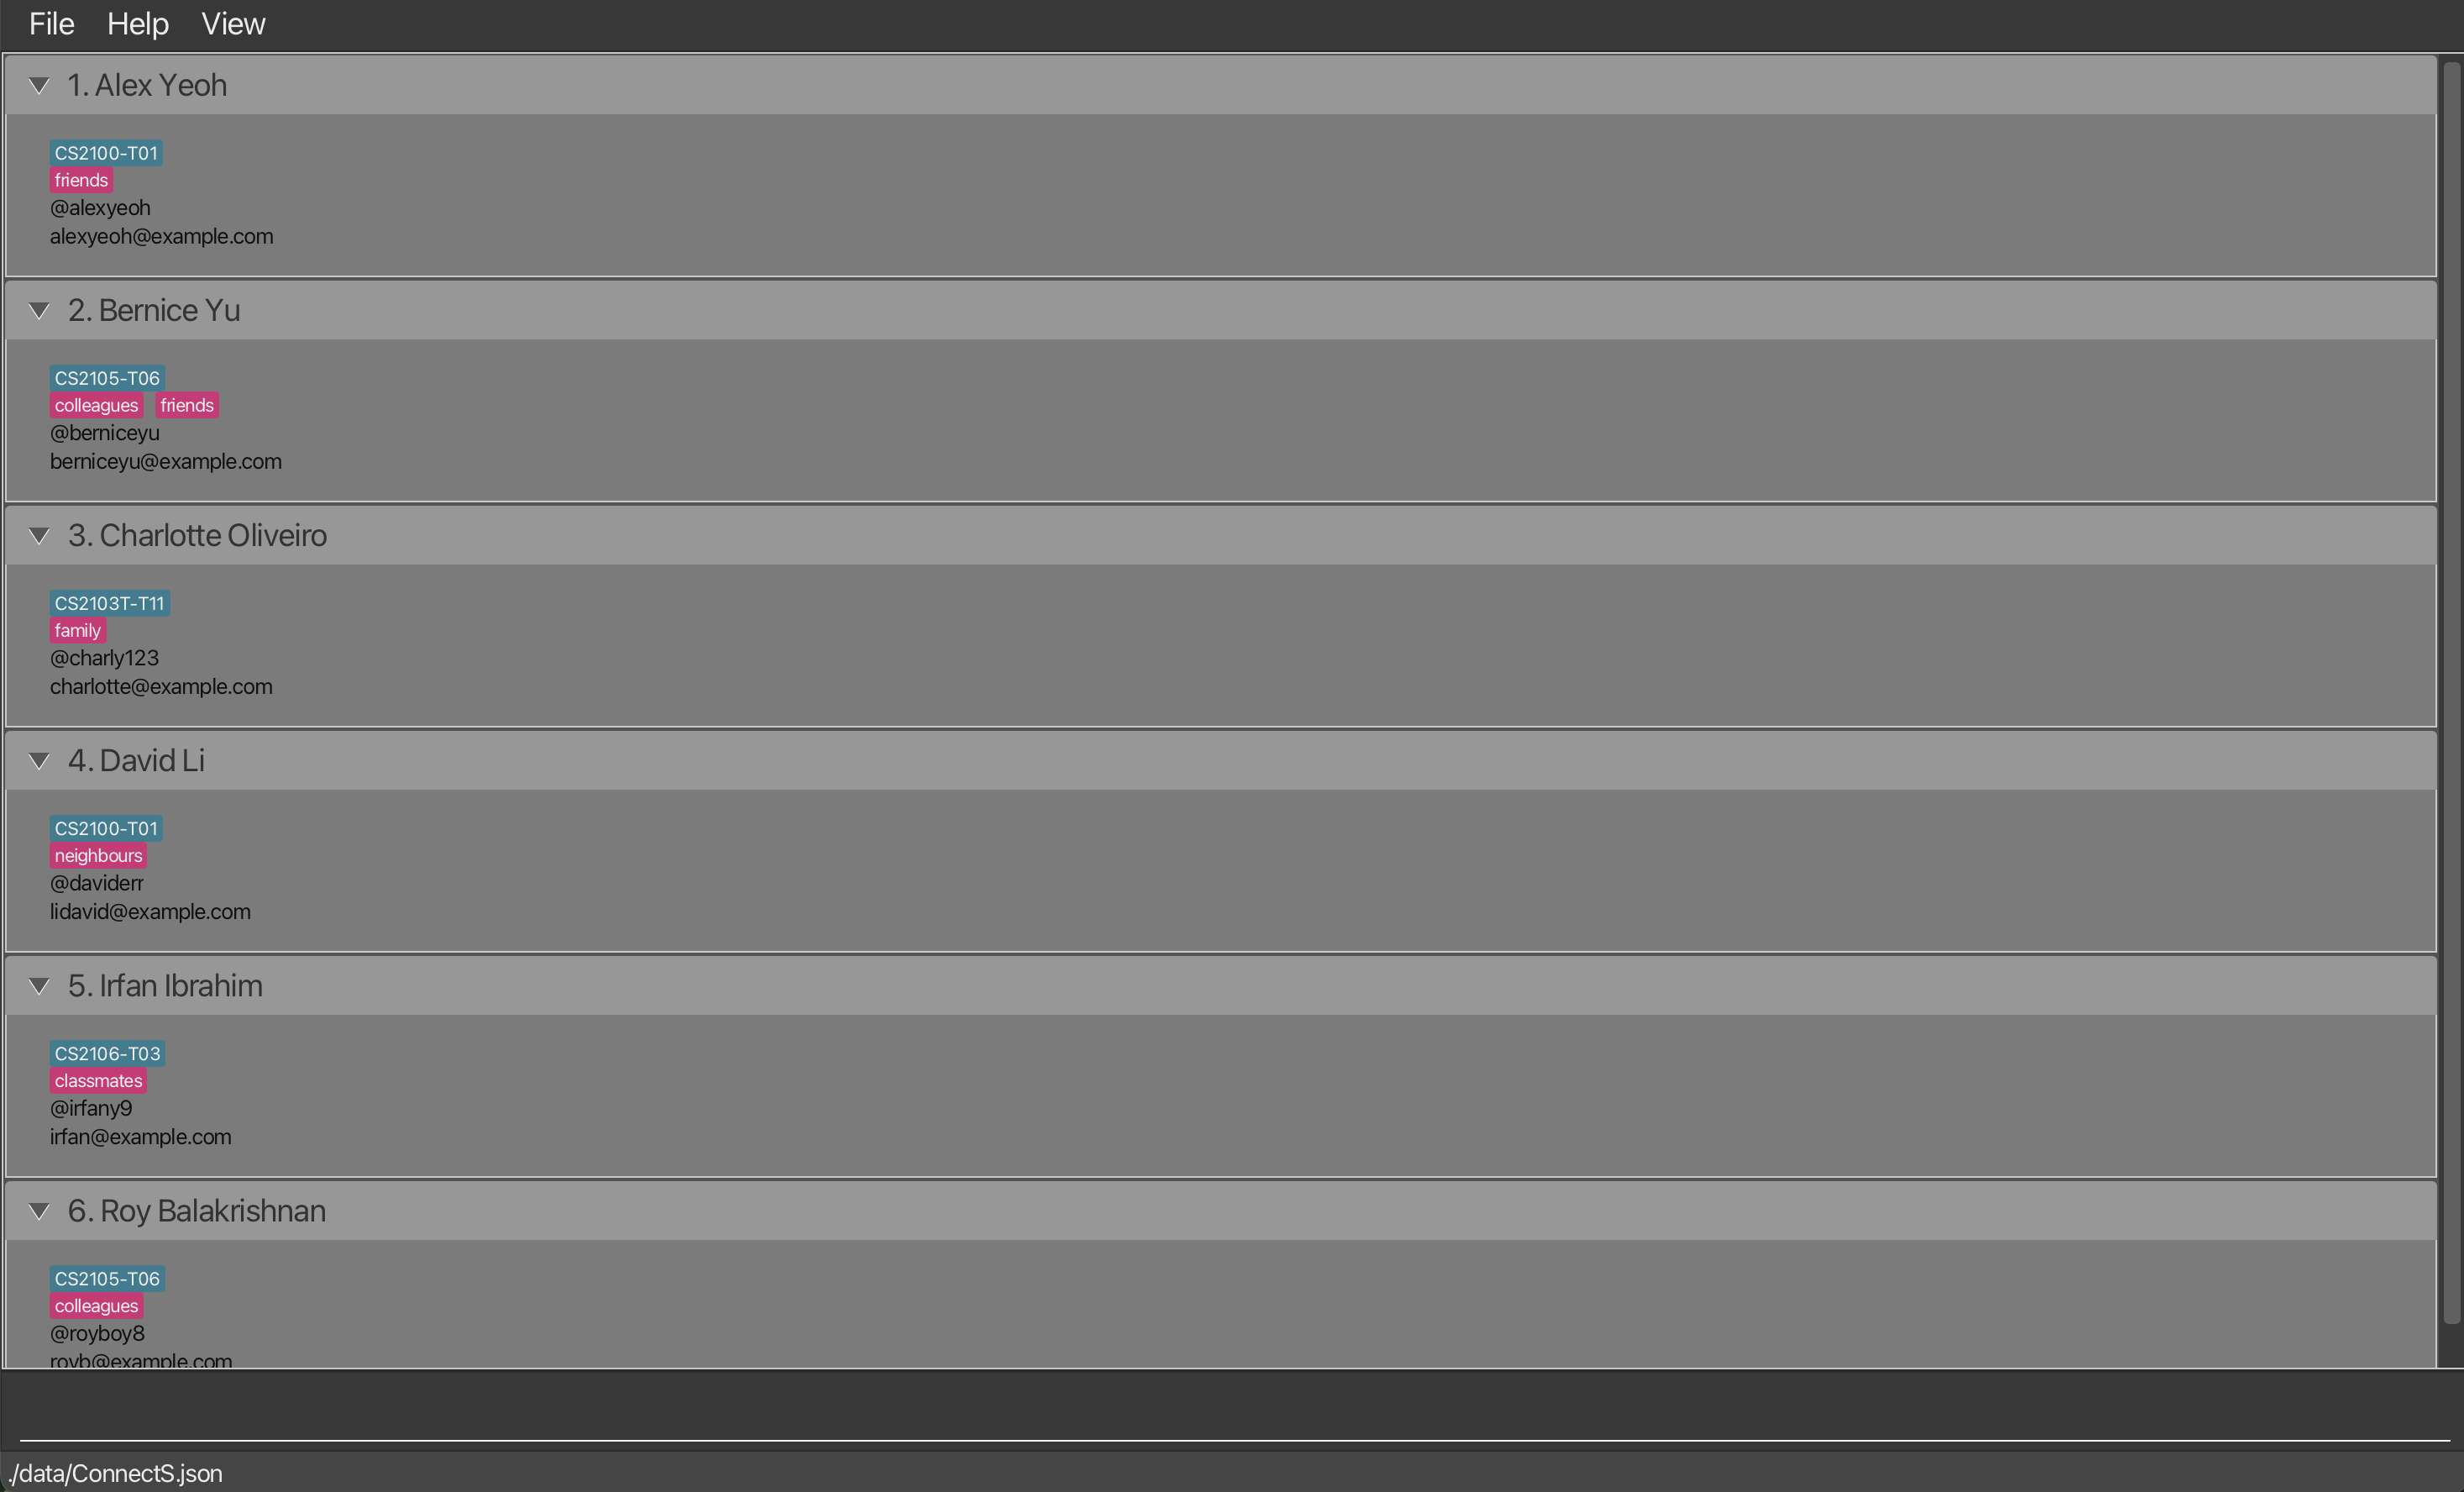 File Help View
1. Alex Yeoh
CS2100-T01
friends
@alexyeoh
alexyeoh@example.com
2. Bernice Yu
CS2105-T06
colleagues friends
@berniceyu
berniceyu@example.com
3. Charlotte Oliveiro
CS2103T-T11
family
@charly123
charlotte@example.com
4. David Li
CS2100-T01
neighbours
@daviderr
lidavid@example.com
5. Irfan Ibrahim
CS2106-T03
classmates
@irfany9
irfan@example.com
6. Roy Balakrishnan
CS2105-T06
colleagues
@royboy8
royb@example.com
./data/ConnectS.json